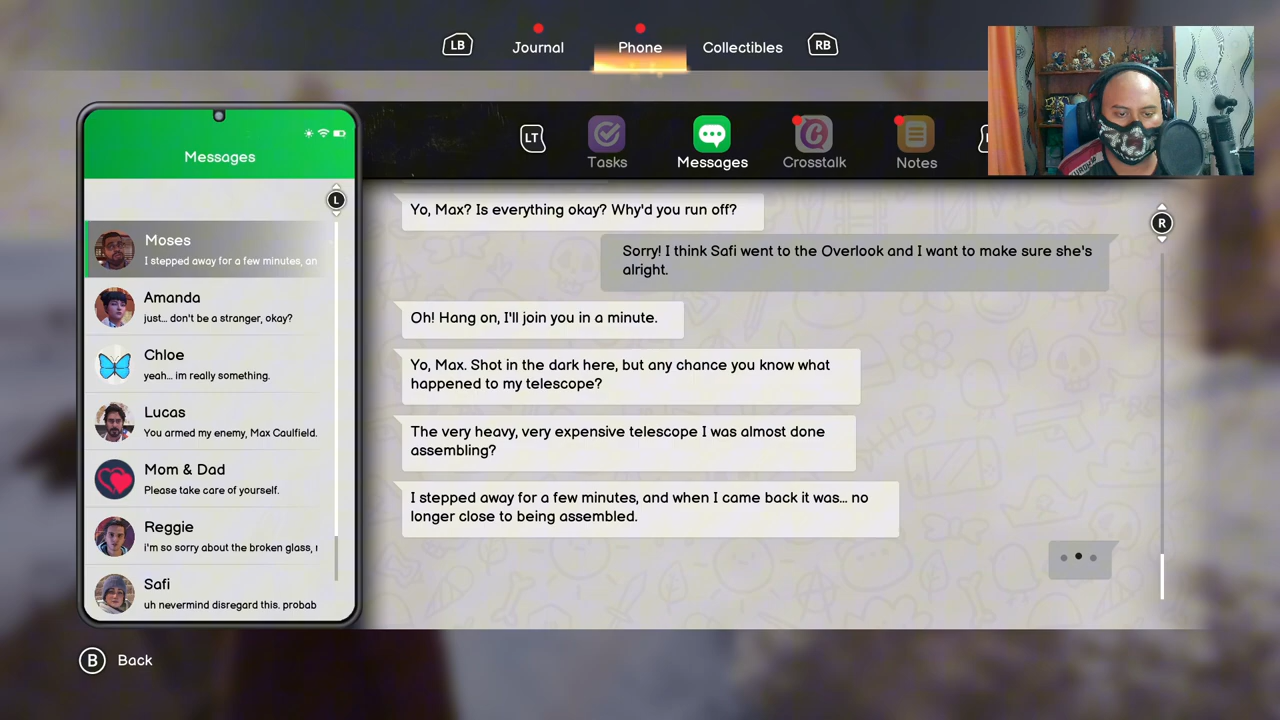 LB
Journal
Phone
Collectibles
RB
Messages
LT
Tasks
Messages
Crosstalk
Notes
L
R
Moses
I stepped away for a few minutes, an
Amanda
just... don't be a stranger, okay?
Chloe
yeah... im really something.
Lucas
You armed my enemy, Max Caulfield.
Mom & Dad
Please take care of yourself.
Reggie
i'm so sorry about the broken glass,
Safi
uh nevermind disregard this. probab
Yo, Max? Is everything okay? Why'd you run off?
Sorry! I think Safi went to the Overlook and I want to make sure she's
alright.
Oh! Hang on, I'll join you in a minute.
Yo, Max. Shot in the dark here, but any chance you know what
happened to my telescope?
The very heavy, very expensive telescope I was almost done
assembling?
I stepped away for a few minutes, and when I came back it was... no
longer close to being assembled.
B Back